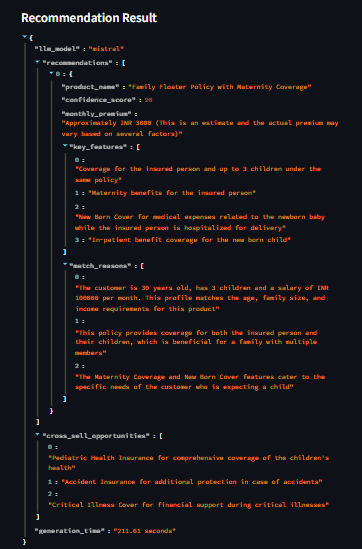 Recommendation Result
{
"llm_model" : "mistral"
"recommendations" : [
0 : {
"product_name" : "Family Floater Policy with Maternity Coverage"
"confidence_score" : 90
"monthly_premium" :
"Approximately INR 3000 (This is an estimate and the actual premium may
vary based on several factors)"
"key_features" : [
0 :
"Coverage for the insured person and up to 3 children under the
same policy"
1 : "Maternity benefits for the insured person"
2 :
"New Born Cover for medical expenses related to the newborn baby
while the insured person is hospitalized for delivery"
3 : "In-patient benefit coverage for the new born child"
]
"match_reasons" : [
0 :
"The customer is 30 years old, has 3 children and a salary of INR
100000 per month. This profile matches the age, family size, and
income requirements for this product"
1 :
"This policy provides coverage for both the insured person and
their children, which is beneficial for a family with multiple
members"
2 :
"The Maternity Coverage and New Born Cover features cater to the
specific needs of the customer who is expecting a child"
]
}
]
"cross_sell_opportunities" : [
0 :
"Pediatric Health Insurance for comprehensive coverage of the children's
health"
1 : "Accident Insurance for additional protection in case of accidents"
2 :
"Critical Illness Cover for financial support during critical illnesses"
]
"generation_time" : "211.61 seconds"
}